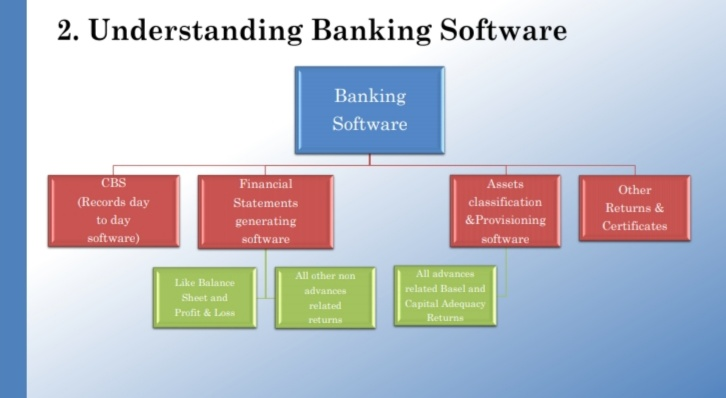 2. Understanding Banking Software
Banking
Software
CBS
(Records day
to day
software)
Financial
Statements
generating
software
Assets
classification
&Provisioning
software
Other
Returns &
Certificates
Like Balance
Sheet and
Profit & Loss
All other non
advances
related
returns
All advances
related Basel and
Capital Adequacy
Returns